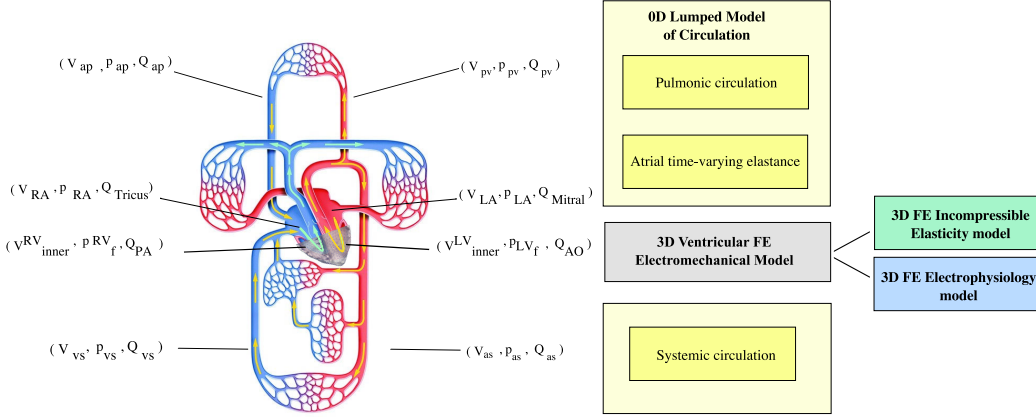 ( V ap , p ap , Q ap )
( V pv , p pv , Q pv )
( V RA , p RA , Q Tricus )
( V LA , p LA , Q Mitral )
( V RV inner , p RV f , Q PA )
( V LV inner , p LV f , Q AO )
( V vs , p vs , Q vs )
( V as , p as , Q as )
0D Lumped Model
of Circulation
Pulmonic circulation
Atrial time-varying elastance
3D Ventricular FE
Electromechanical Model
3D FE Incompressible
Elasticity model
3D FE Electrophysiology
model
Systemic circulation